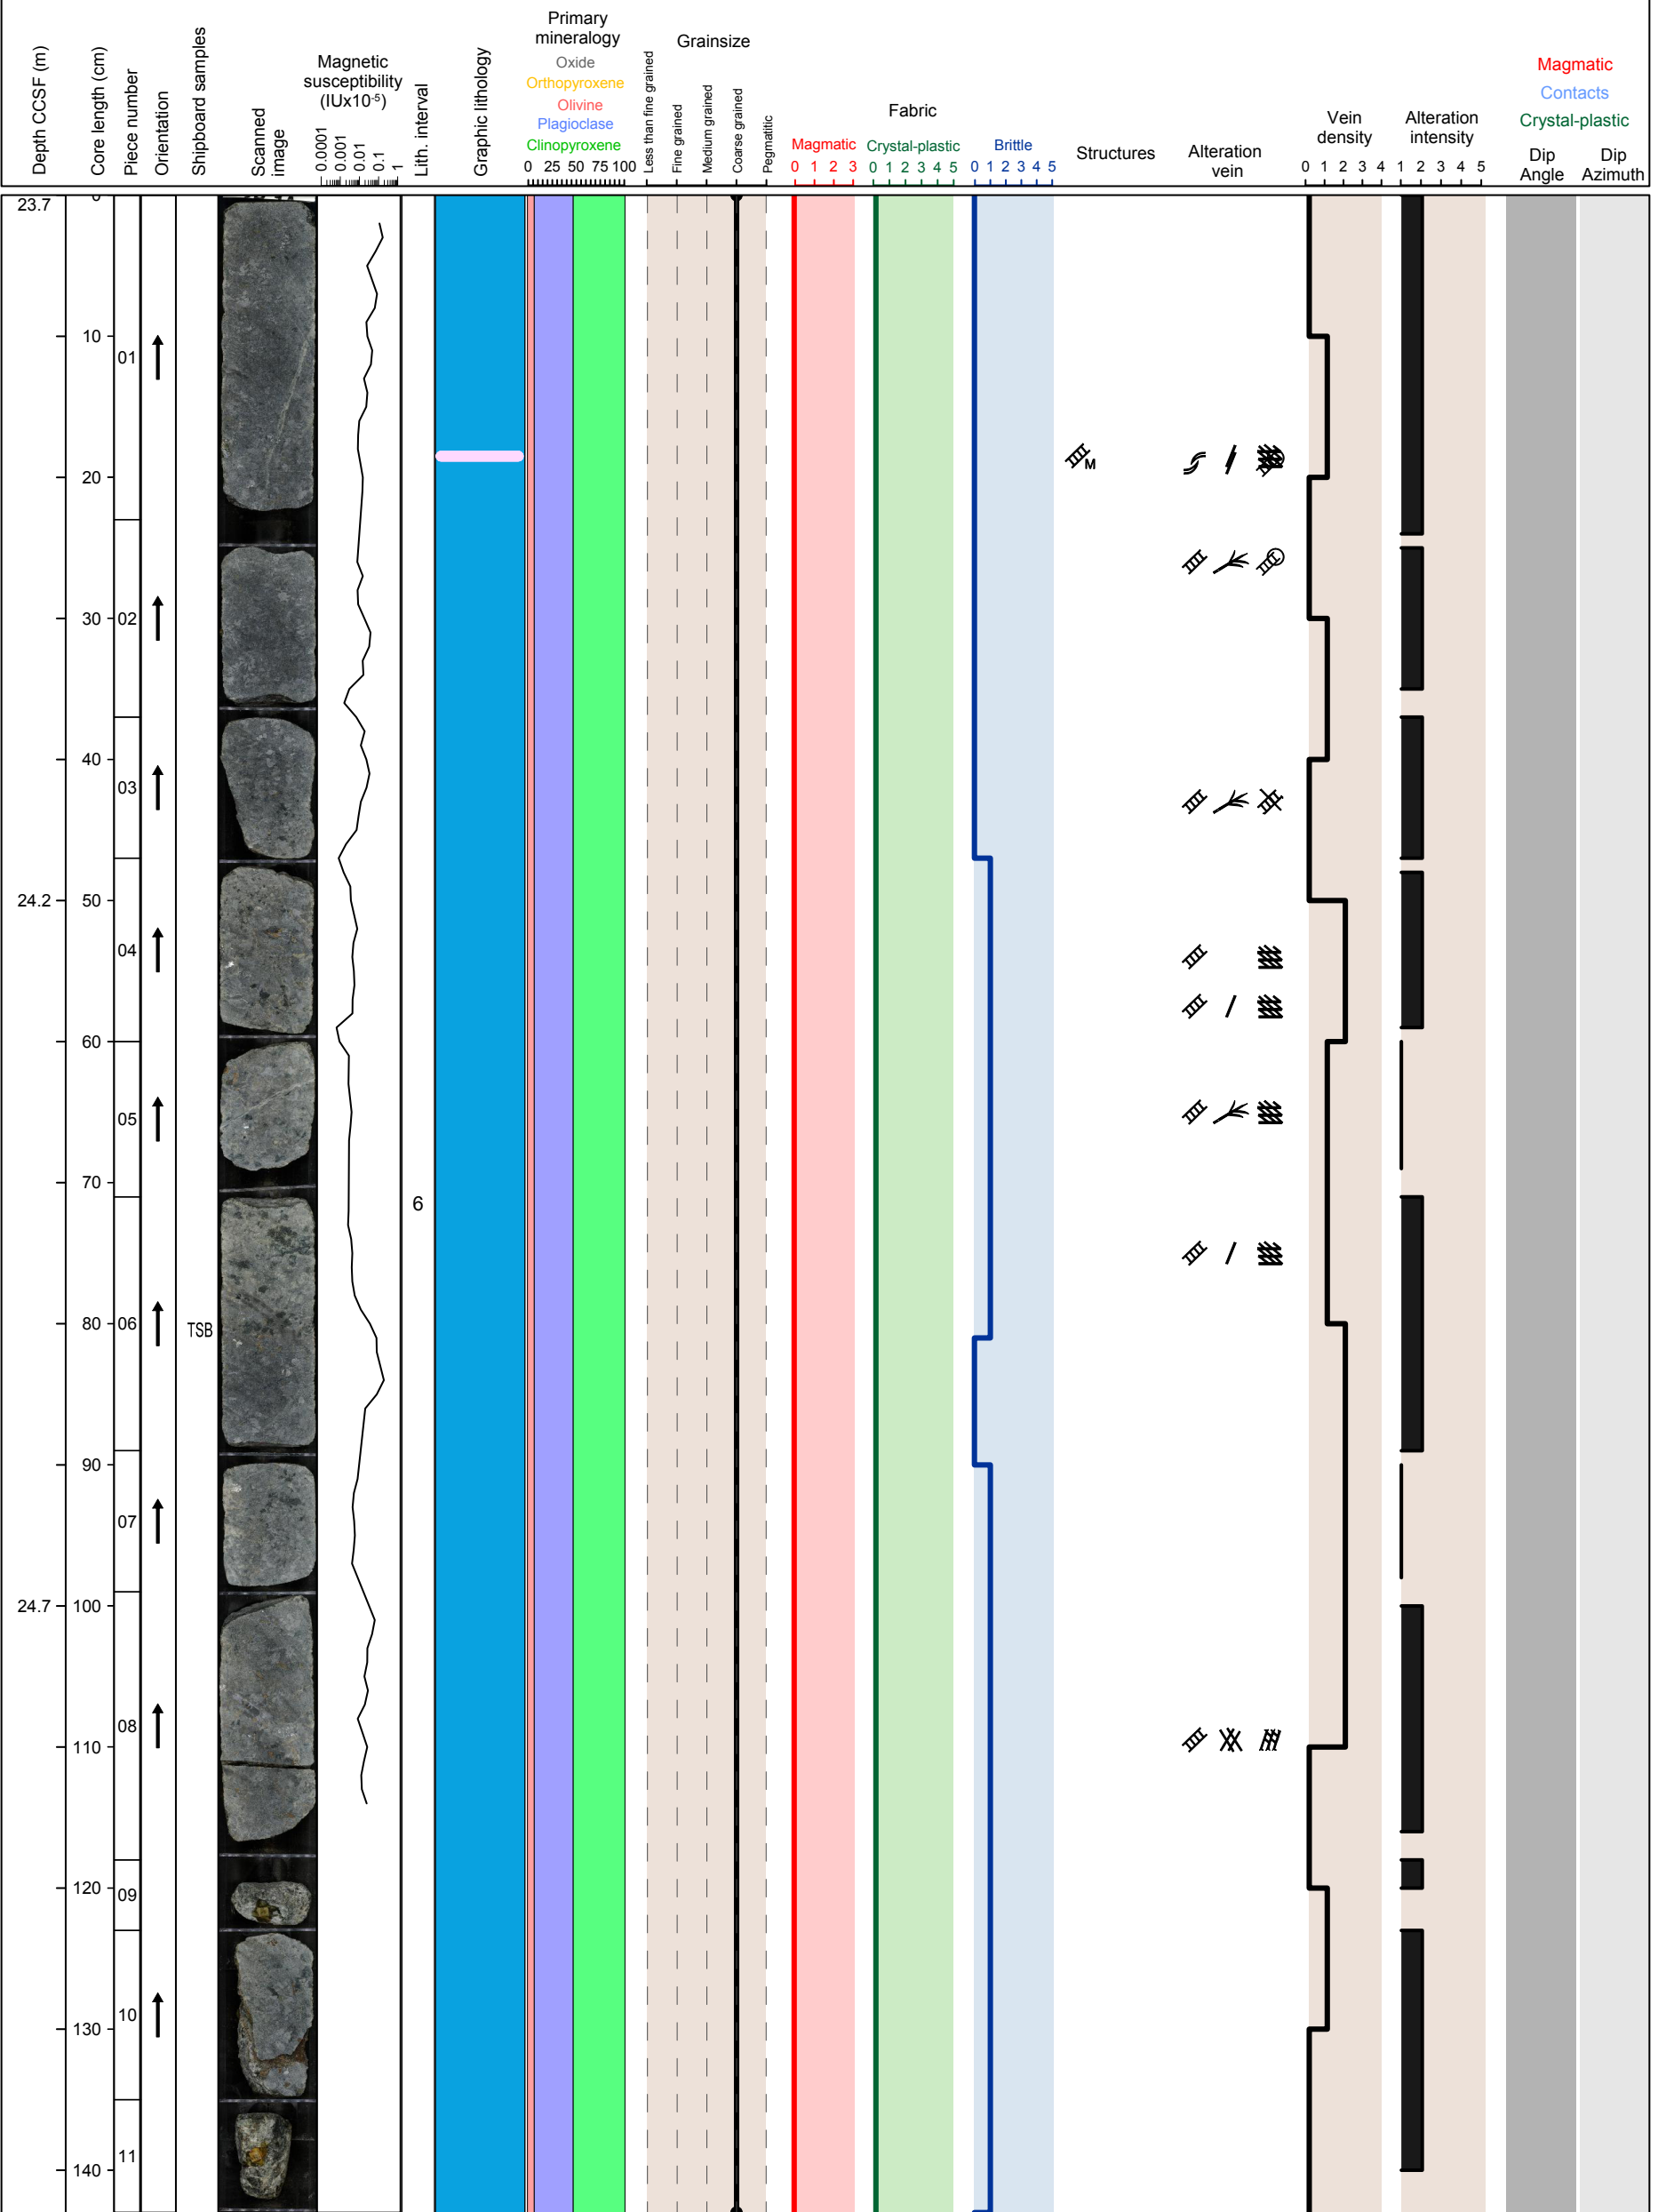 Depth CCSF (m)
Core length (cm)
Piece number
Orientation
Shipboard samples
Scanned
image
Magnetic
susceptibility
(IUx10-5)
0.0001
0.001
0.01
0.1
1
Lith. interval
Graphic lithology
Primary
mineralogy
Oxide
Orthopyroxene
Olivine
Plagioclase
Clinopyroxene
0 25 50 75 100
Grainsize
Less than fine grained
Fine grained
Medium grained
Coarse grained
Pegmatitic
Fabric
Magmatic
0 1 2 3
Crystal-plastic
0 1 2 3 4 5
Brittle
0 1 2 3 4 5
Structures
Alteration
vein
Vein
density
0 1 2 3 4
Alteration
intensity
1 2 3 4 5
Magmatic
Contacts
Crystal-plastic
Dip
Angle
Dip
Azimuth
0
23.7
10
01
M
20
30
02
40
03
24.2
50
04
60
05
70
6
80
06
TSB
90
07
24.7
100
08
110
120
09
10
130
11
140